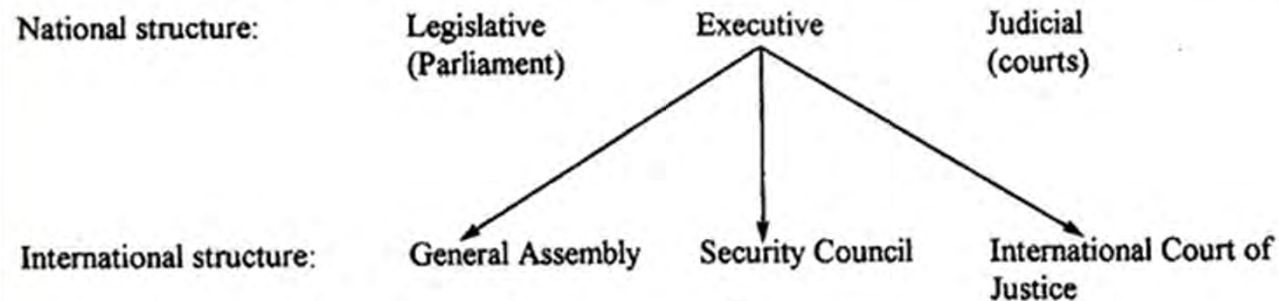 National structure: Legislative Executive Judicial
(Parliament) (courts)
International structure: General Assembly Security Council International Court of
Justice